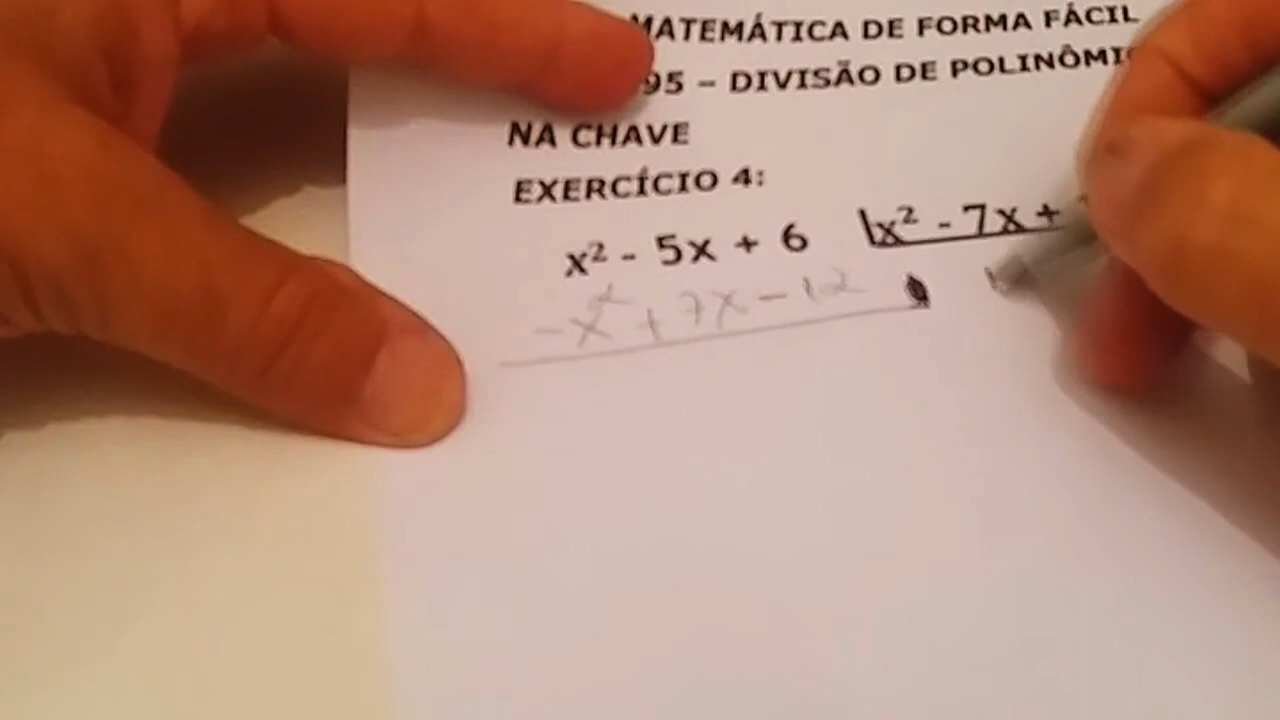 MATEMÁTICA DE FORMA FÁCIL
95 – DIVISÃO DE
NA CHAVE
EXERCÍCIO 4:
x² - 5x + 6 x² - 7x +
-x² + 7x - 12